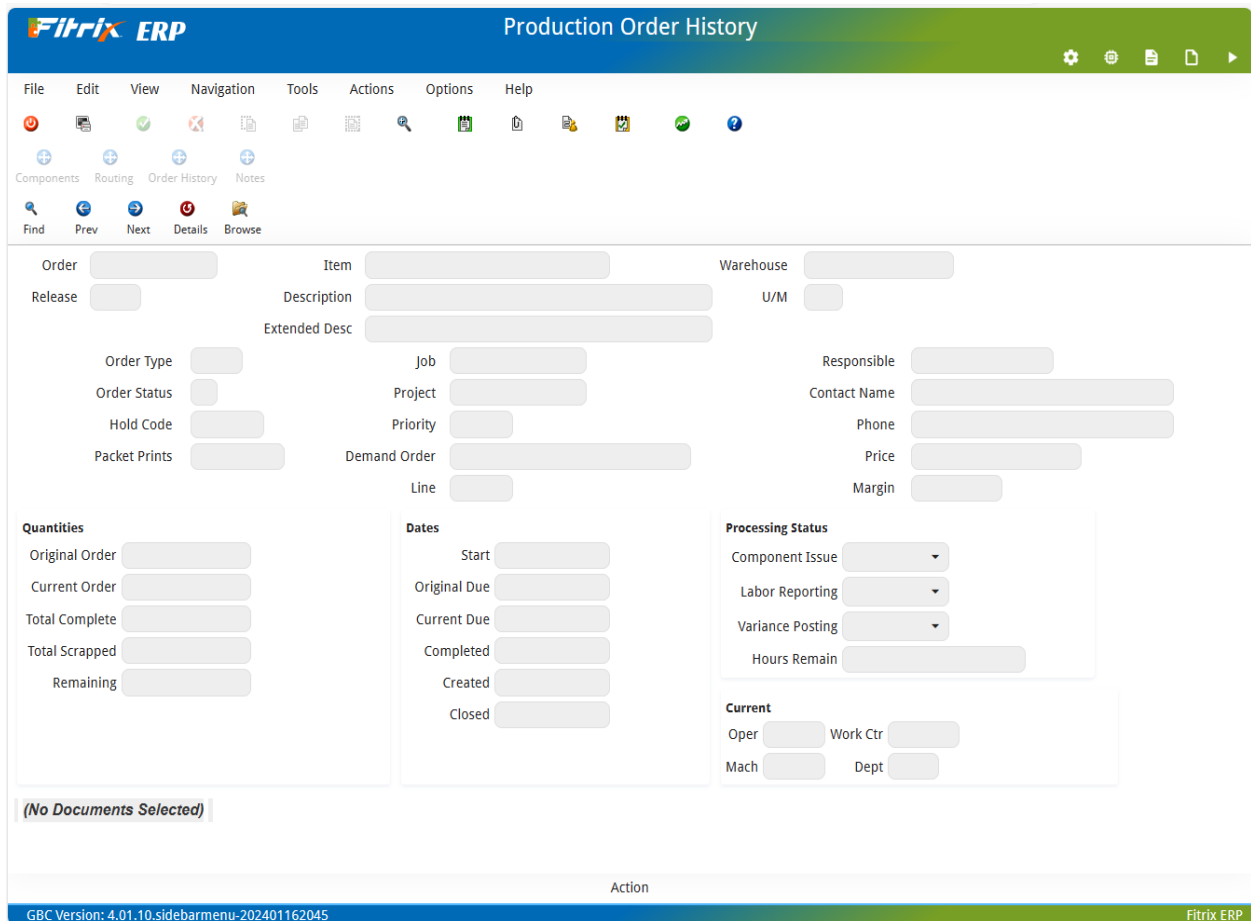 Fitrix ERP
Production Order History
File Edit View Navigation Tools Actions Options Help
Components Routing Order History Notes
Find Prev Next Details Browse
Order Item Warehouse
Release Description U/M
Extended Desc
Order Type Job Responsible
Order Status Project Contact Name
Hold Code Priority Phone
Packet Prints Demand Order Price
Line Margin
Quantities Dates Processing Status
Original Order Start Component Issue
Current Order Original Due Labor Reporting
Total Complete Current Due Variance Posting
Total Scrapped Completed Hours Remain
Remaining Created
Closed Current
Oper Work Ctr
Mach Dept
(No Documents Selected)
Action
GBC Version: 4.01.10.sidebarmenu-202401162045 Fitrix ERP